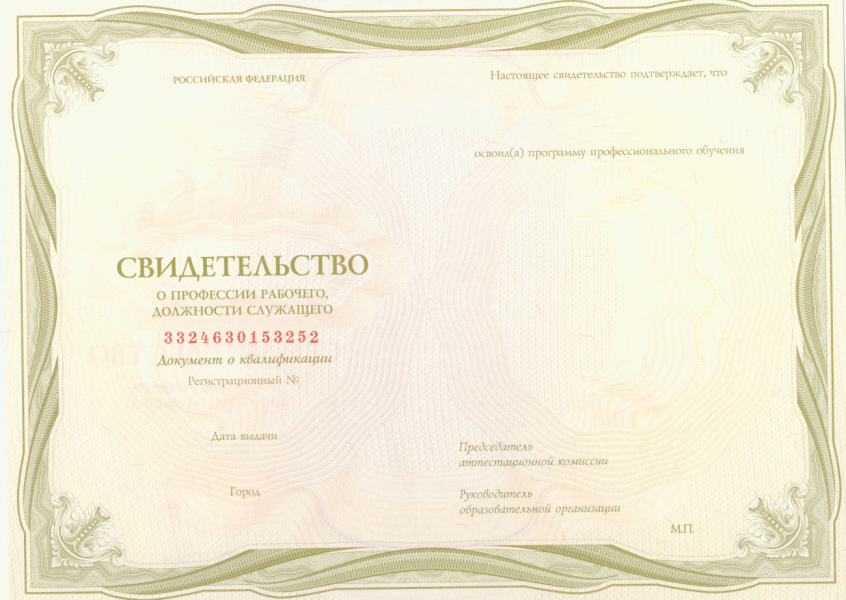 РОССИЙСКАЯ ФЕДЕРАЦИЯ
СВИДЕТЕЛЬСТВО
О ПРОФЕССИИ РАБОЧЕГО,
ДОЛЖНОСТИ СЛУЖАЩЕГО
3324630153252
Документ о квалификации
Регистрационный №
Дата выдачи
Город
Настоящее свидетельство подтверждает, что
освоил(а) программу профессионального обучения
Председатель
аттестационной комиссии
Руководитель
образовательной организации
М.П.